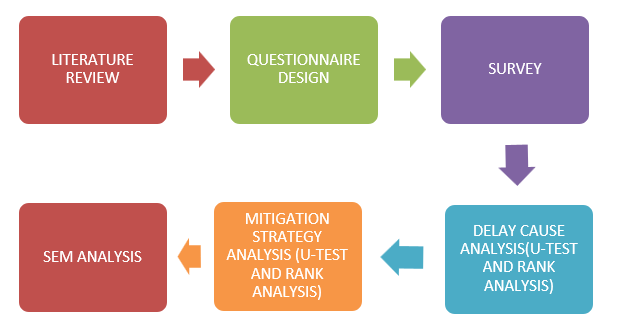 LITERATURE
REVIEW
QUESTIONNAIRE
DESIGN
SURVEY
DELAY CAUSE
ANALYSIS(U-TEST
AND RANK
ANALYSIS)
MITIGATION
STRATEGY
ANALYSIS (U-TEST
AND RANK
ANALYSIS)
SEM ANALYSIS